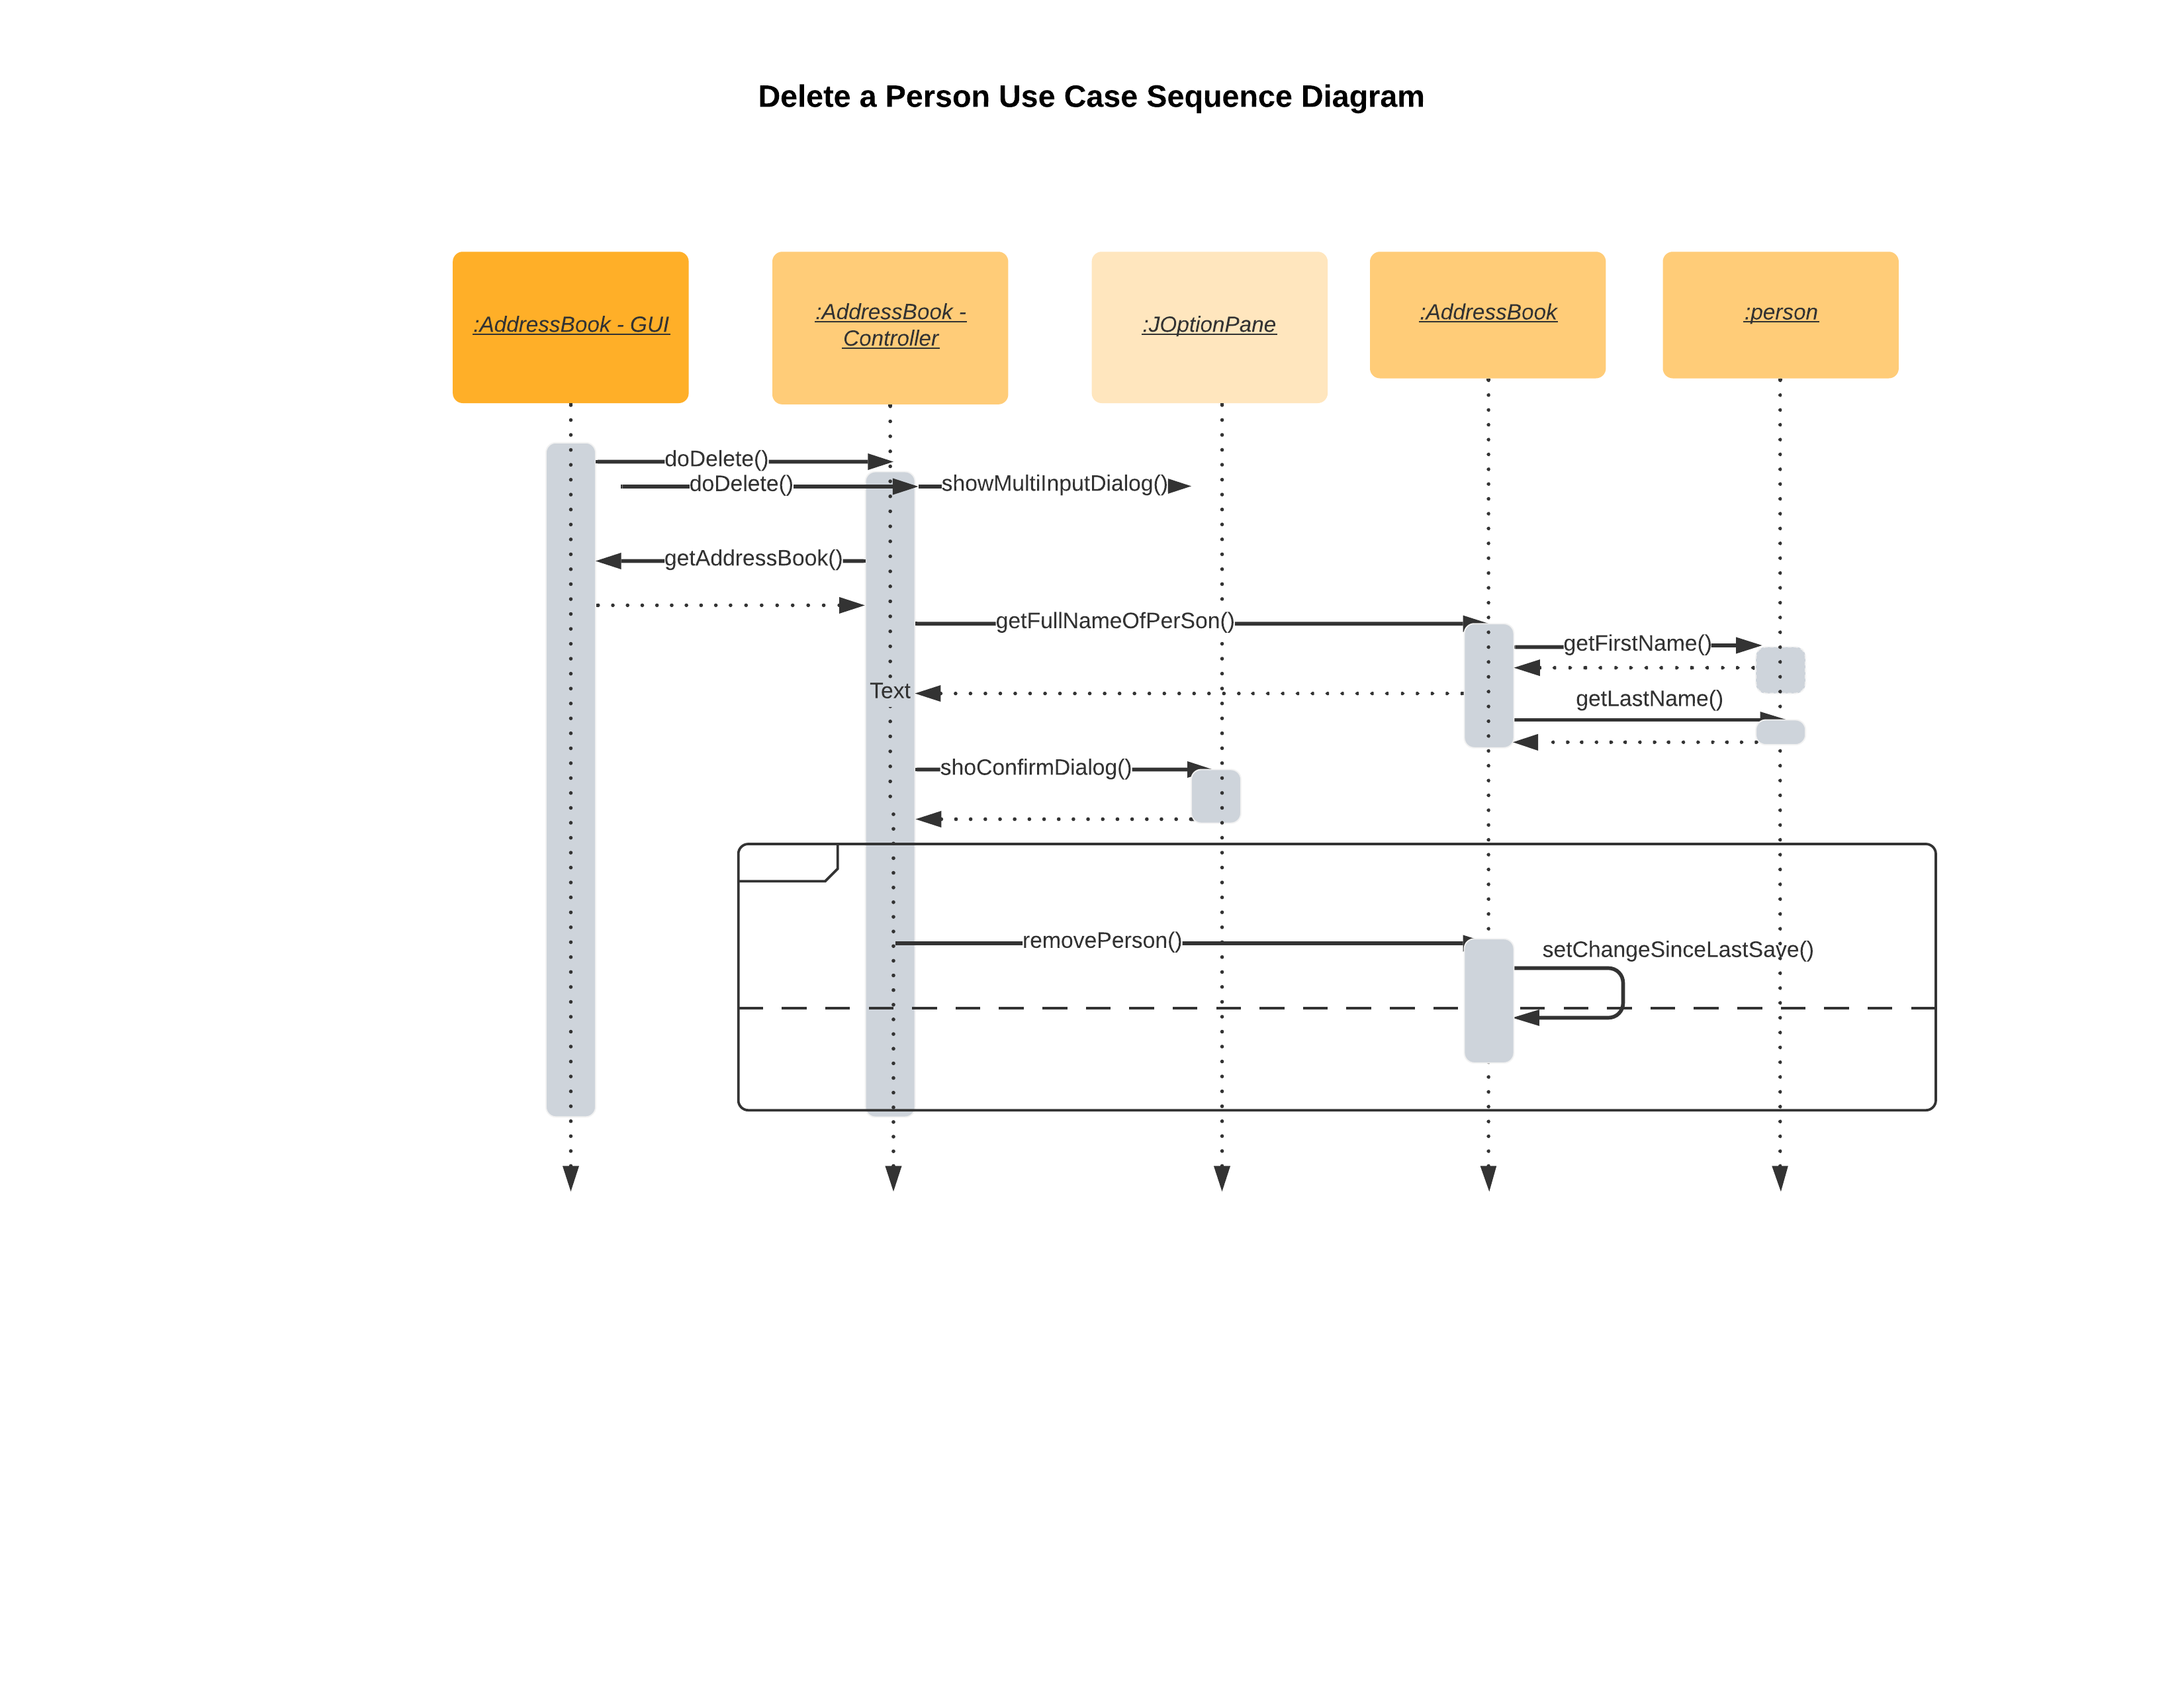 Delete a Person Use Case Sequence Diagram
:AddressBook - GUI
:AddressBook -
Controller
:JOptionPane
:AddressBook
:person
doDelete()
doDelete()
showMultiInputDialog()
getAddressBook()
getFullNameOfPerSon()
getFirstName()
Text
getLastName()
shoConfirmDialog()
removePerson()
setChangeSinceLastSave()